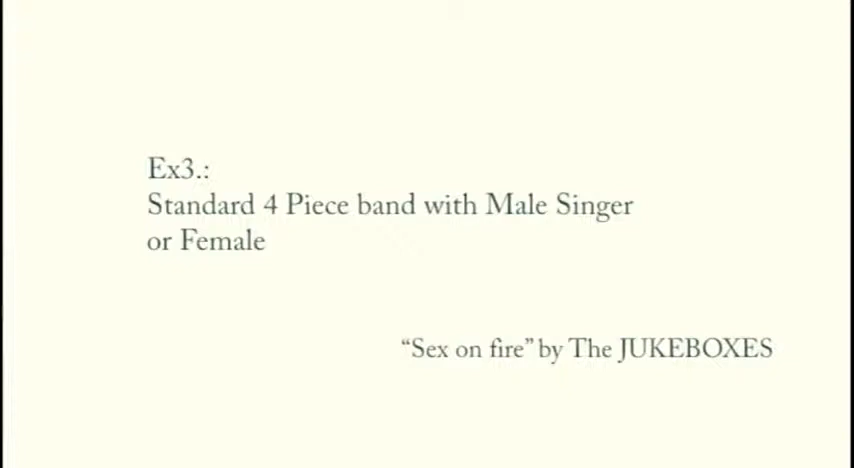 Ex3.:
Standard 4 Piece band with Male Singer
or Female
“Sex on fire” by The JUKEBOXES